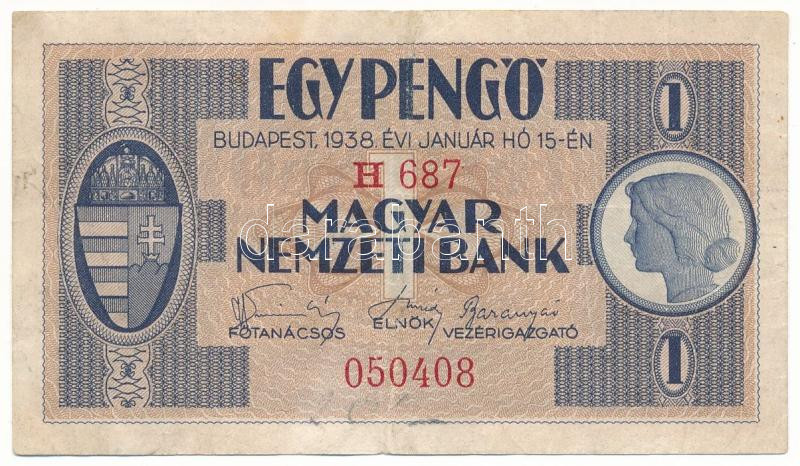 EGY PENGŐ
1
BUDAPEST, 1938. ÉVI JANUÁR HÓ 15-ÉN
H 687
MAGYAR
NEMZETI BANK
FŐTANÁCSOS ELNÖK VEZÉRIGAZGATÓ
1
050408